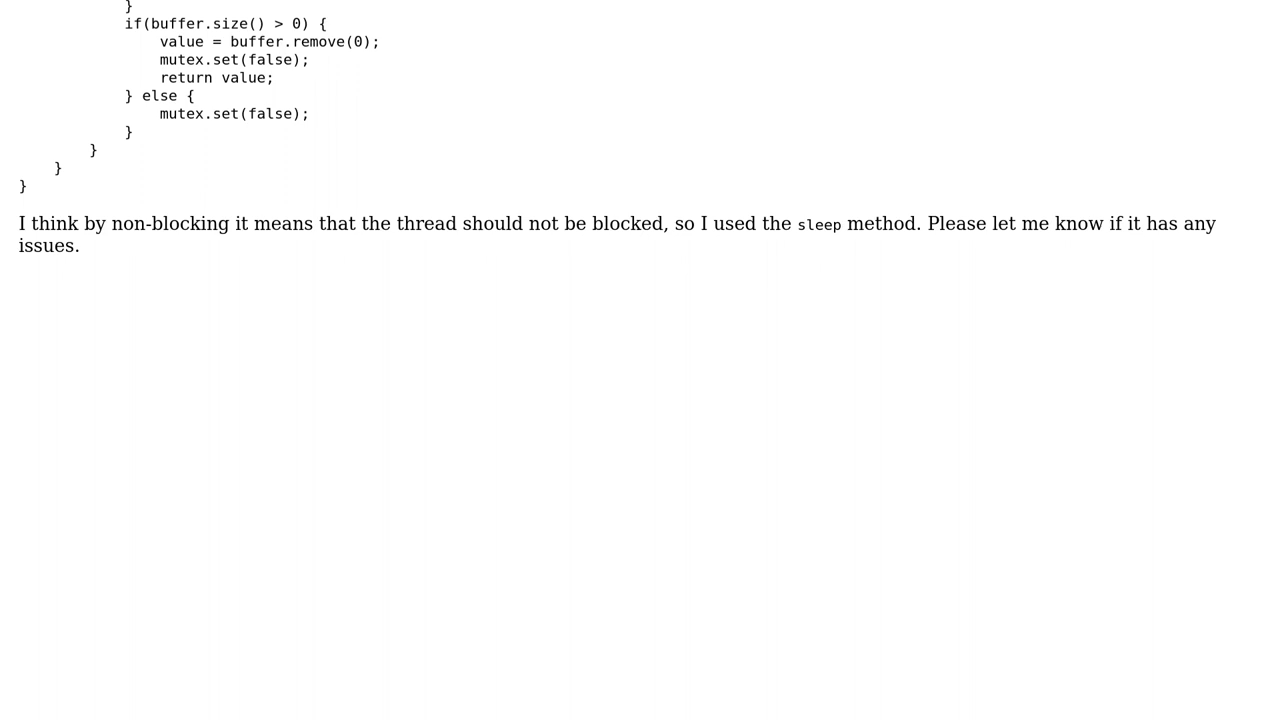 }
            if(buffer.size() > 0) {
                value = buffer.remove(0);
                mutex.set(false);
                return value;
            } else {
                mutex.set(false);
            }
        }
    }
}
I think by non-blocking it means that the thread should not be blocked, so I used the sleep method. Please let me know if it has any
issues.